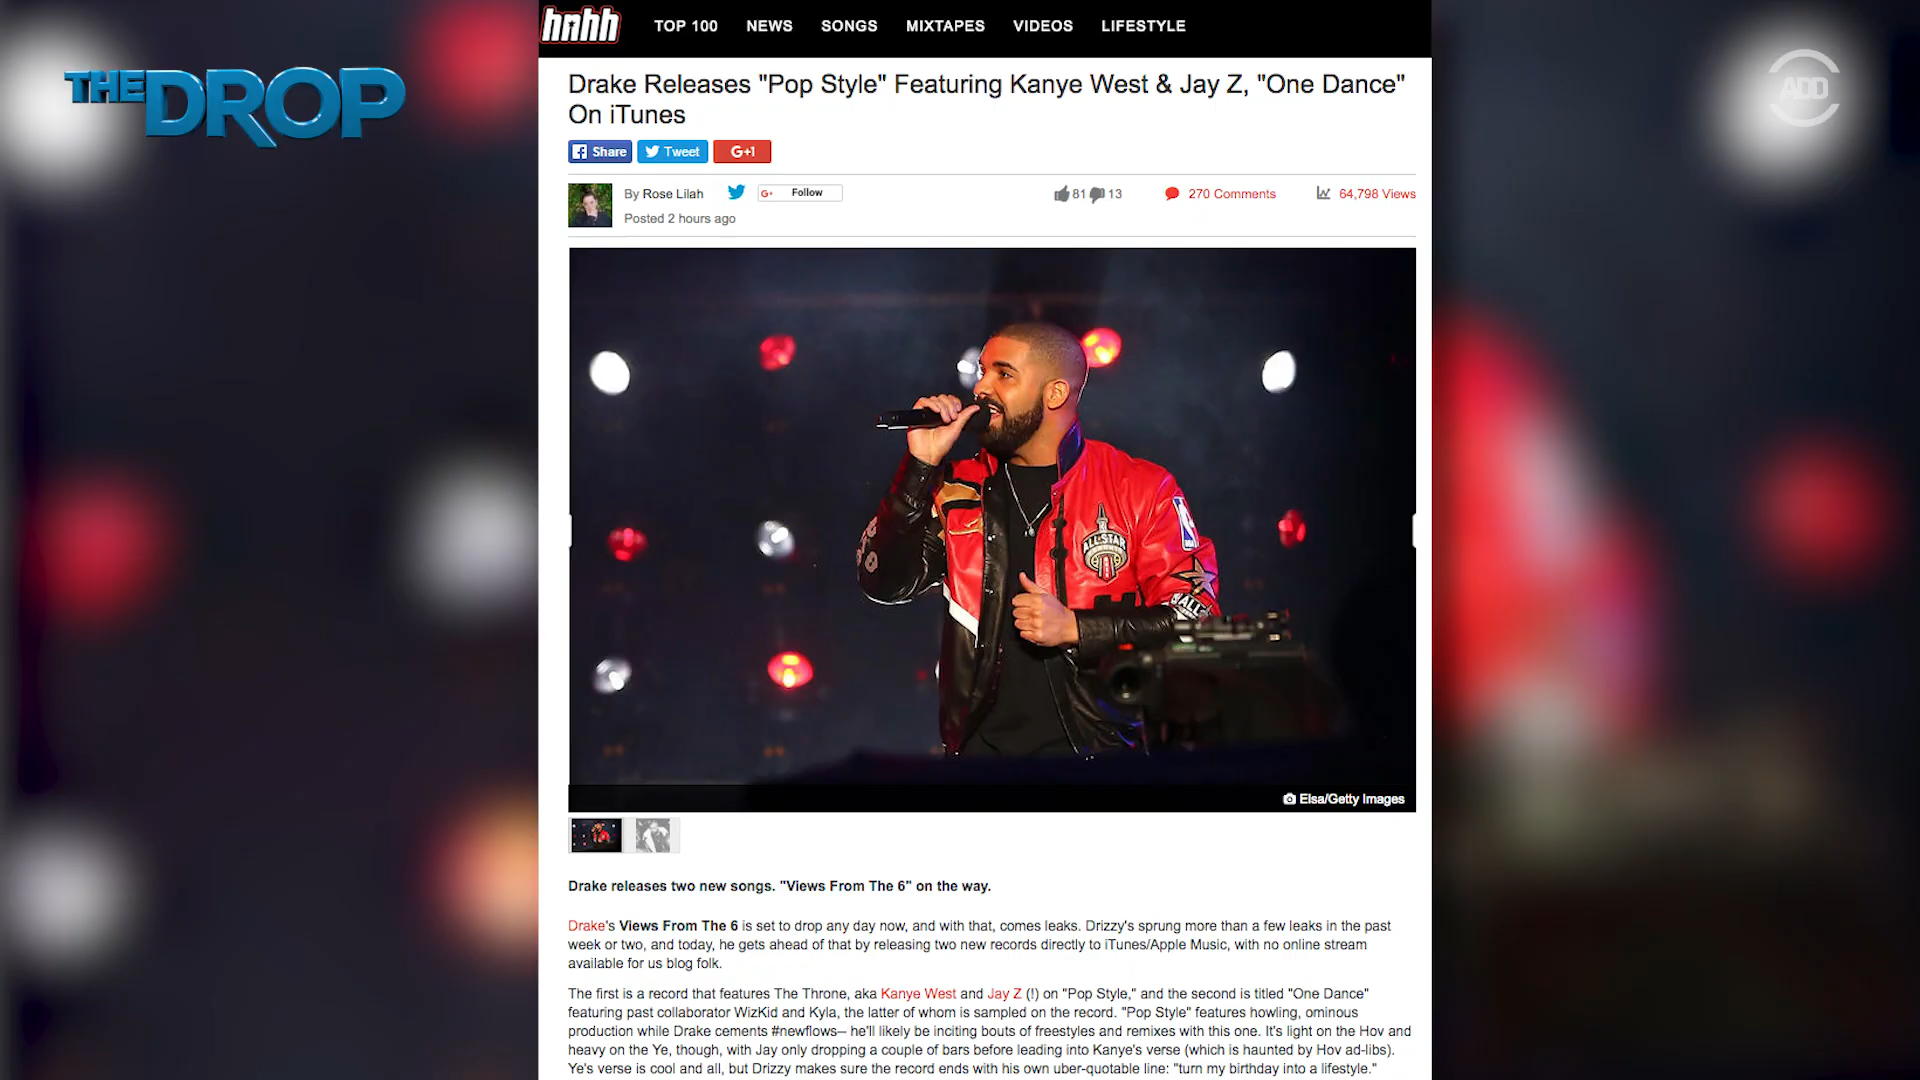 hnhh TOP 100 NEWS SONGS MIXTAPES VIDEOS LIFESTYLE
THE DROP
ADD
Drake Releases "Pop Style" Featuring Kanye West & Jay Z, "One Dance"
On iTunes
Share Tweet G+1
By Rose Lilah G+ Follow 81 13 270 Comments 64,798 Views
Posted 2 hours ago
ALL-STAR
NBA
ALL
Elsa/Getty Images
Drake releases two new songs. "Views From The 6" on the way.
Drake's Views From The 6 is set to drop any day now, and with that, comes leaks. Drizzy's sprung more than a few leaks in the past
week or two, and today, he gets ahead of that by releasing two new records directly to iTunes/Apple Music, with no online stream
available for us blog folk.
The first is a record that features The Throne, aka Kanye West and Jay Z (!) on "Pop Style," and the second is titled "One Dance"
featuring past collaborator WizKid and Kyla, the latter of whom is sampled on the record. "Pop Style" features howling, ominous
production while Drake cements #newflows-- he'll likely be inciting bouts of freestyles and remixes with this one. It's light on the Hov and
heavy on the Ye, though, with Jay only dropping a couple of bars before leading into Kanye's verse (which is haunted by Hov ad-libs).
Ye's verse is cool and all, but Drizzy makes sure the record ends with his own uber-quotable line: "turn my birthday into a lifestyle."